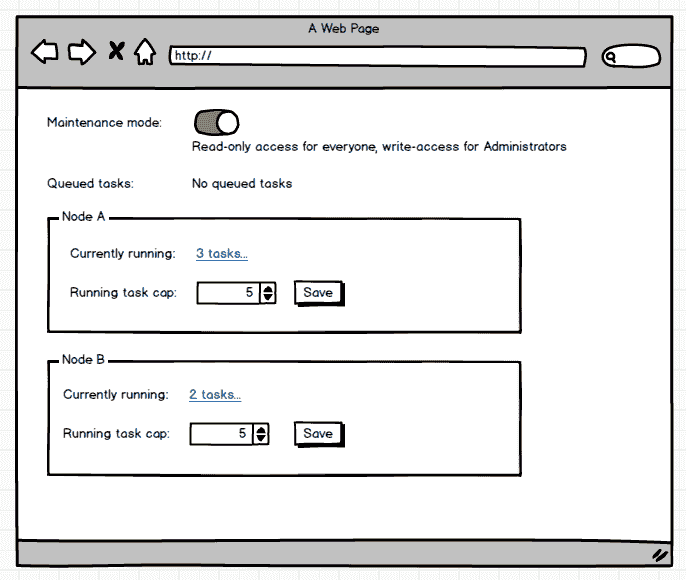 A Web Page
http://
Maintenance mode:
Read-only access for everyone, write-access for Administrators
Queued tasks: No queued tasks
Node A
Currently running: 3 tasks...
Running task cap: 5 Save
Node B
Currently running: 2 tasks...
Running task cap: 5 Save